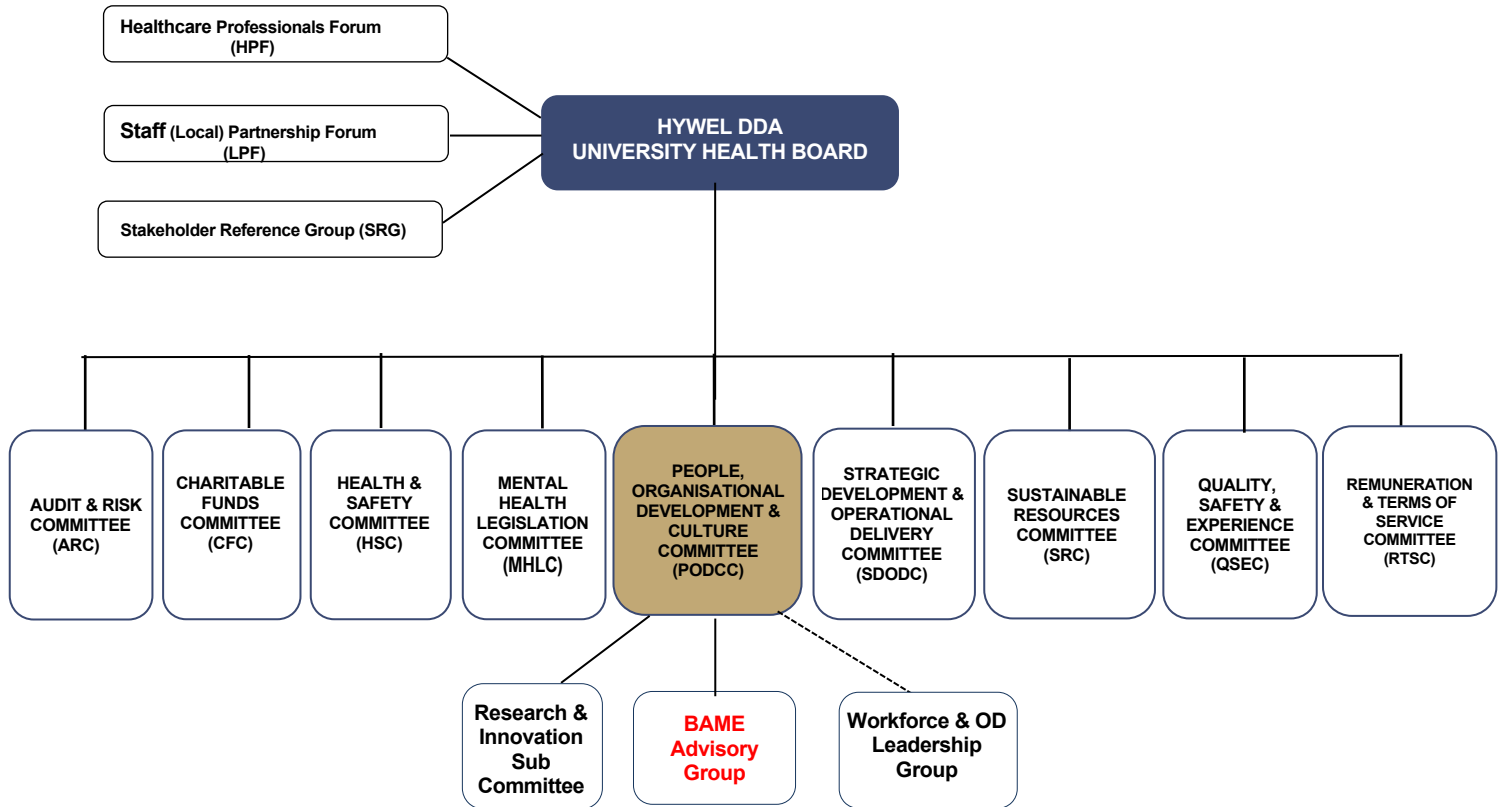 Healthcare Professionals Forum
(HPF)
Staff (Local) Partnership Forum
(LPF)
Stakeholder Reference Group (SRG)
HYWEL DDA
UNIVERSITY HEALTH BOARD
AUDIT & RISK
COMMITTEE
(ARC)
CHARITABLE
FUNDS
COMMITTEE
(CFC)
HEALTH &
SAFETY
COMMITTEE
(HSC)
MENTAL
HEALTH
LEGISLATION
COMMITTEE
(MHLC)
PEOPLE,
ORGANISATIONAL
DEVELOPMENT &
CULTURE
COMMITTEE
(PODCC)
STRATEGIC
DEVELOPMENT &
OPERATIONAL
DELIVERY
COMMITTEE
(SDODC)
SUSTAINABLE
RESOURCES
COMMITTEE
(SRC)
QUALITY,
SAFETY &
EXPERIENCE
COMMITTEE
(QSEC)
REMUNERATION
& TERMS OF
SERVICE
COMMITTEE
(RTSC)
Research &
Innovation
Sub
Committee
BAME
Advisory
Group
Workforce & OD
Leadership
Group